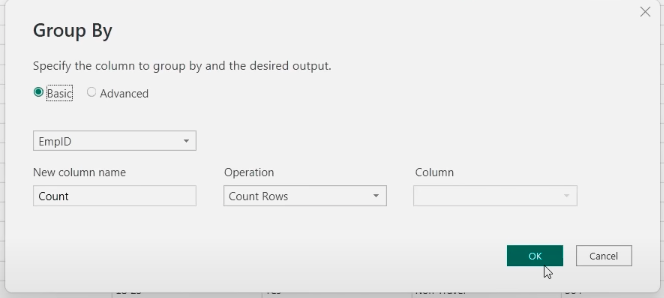 Group By
Specify the column to group by and the desired output.
Basic Advanced
EmpID
New column name Operation Column
Count Count Rows
OK Cancel